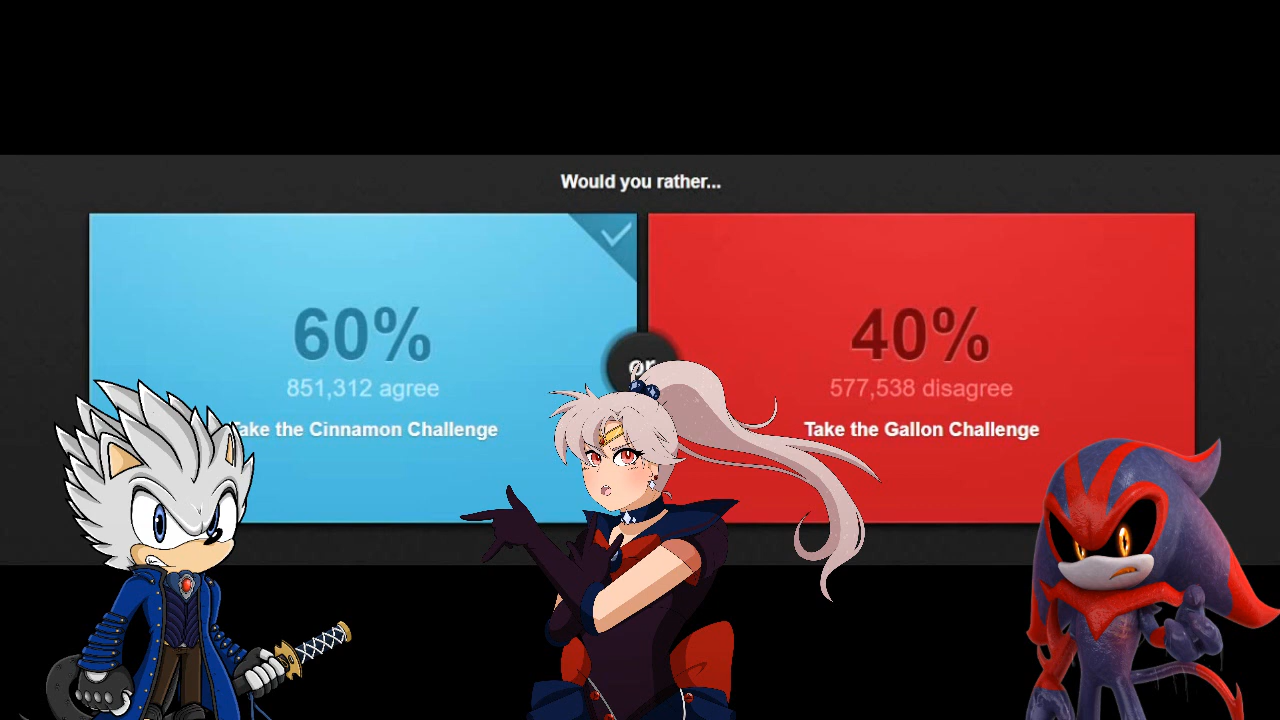 Would you rather...
60%
851,312 agree
Take the Cinnamon Challenge
or
40%
577,538 disagree
Take the Gallon Challenge